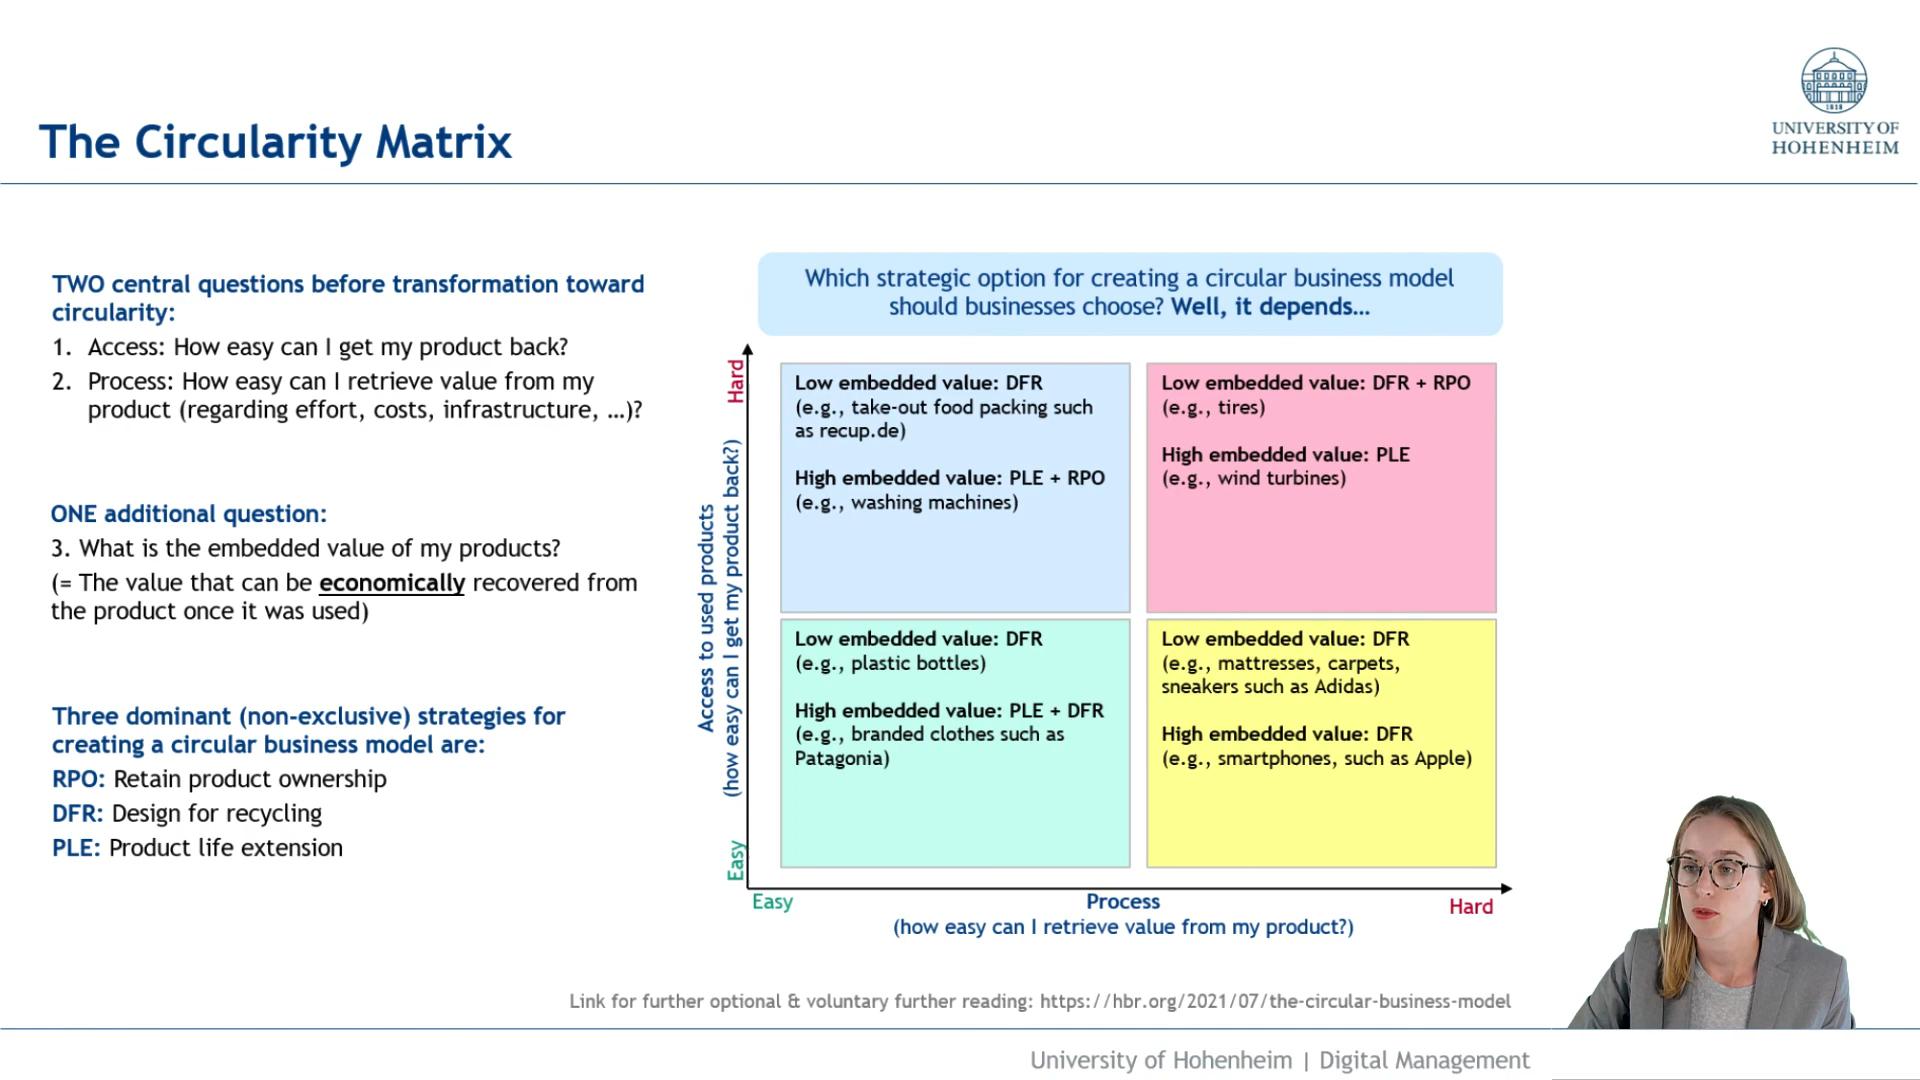 The Circularity Matrix
1818
UNIVERSITY OF
HOHENHEIM
TWO central questions before transformation toward
circularity:
1. Access: How easy can I get my product back?
2. Process: How easy can I retrieve value from my
product (regarding effort, costs, infrastructure, …)?
ONE additional question:
3. What is the embedded value of my products?
(= The value that can be economically recovered from
the product once it was used)
Three dominant (non-exclusive) strategies for
creating a circular business model are:
RPO: Retain product ownership
DFR: Design for recycling
PLE: Product life extension
Which strategic option for creating a circular business model
should businesses choose? Well, it depends…
Hard
Access to used products
(how easy can I get my product back?)
Easy
Low embedded value: DFR
(e.g., take-out food packing such
as recup.de)
High embedded value: PLE + RPO
(e.g., washing machines)
Low embedded value: DFR + RPO
(e.g., tires)
High embedded value: PLE
(e.g., wind turbines)
Low embedded value: DFR
(e.g., plastic bottles)
High embedded value: PLE + DFR
(e.g., branded clothes such as
Patagonia)
Low embedded value: DFR
(e.g., mattresses, carpets,
sneakers such as Adidas)
High embedded value: DFR
(e.g., smartphones, such as Apple)
Easy
Process
Hard
(how easy can I retrieve value from my product?)
Link for further optional & voluntary further reading: https://hbr.org/2021/07/the-circular-business-model
University of Hohenheim | Digital Management